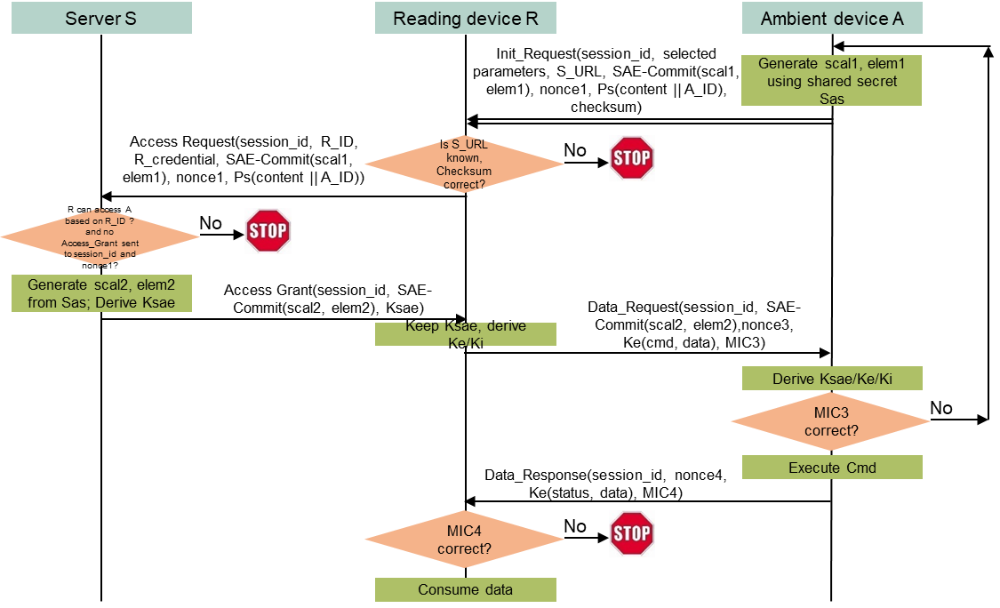 Server S
Reading device R
Ambient device A
Init_Request(session_id, selected
parameters, S_URL, SAE-Commit(scal1,
elem1), nonce1, Ps(content || A_ID),
checksum)
Generate scal1, elem1
using shared secret
Sas
Access Request(session_id, R_ID,
R_credential, SAE-Commit(scal1,
elem1), nonce1, Ps(content || A_ID))
Is S_URL
known,
Checksum
correct?
No
STOP
R can access A
based on R_ID ?
and no
Access_Grant sent
to session_id and
nonce1?
No
STOP
Generate scal2, elem2
from Sas; Derive Ksae
Access Grant(session_id, SAE-
Commit(scal2, elem2), Ksae)
Keep Ksae, derive
Ke/Ki
Data_Request(session_id, SAE-
Commit(scal2, elem2),nonce3,
Ke(cmd, data), MIC3)
Derive Ksae/Ke/Ki
MIC3
correct?
No
Execute Cmd
Data_Response(session_id, nonce4,
Ke(status, data), MIC4)
MIC4
correct?
No
STOP
Consume data